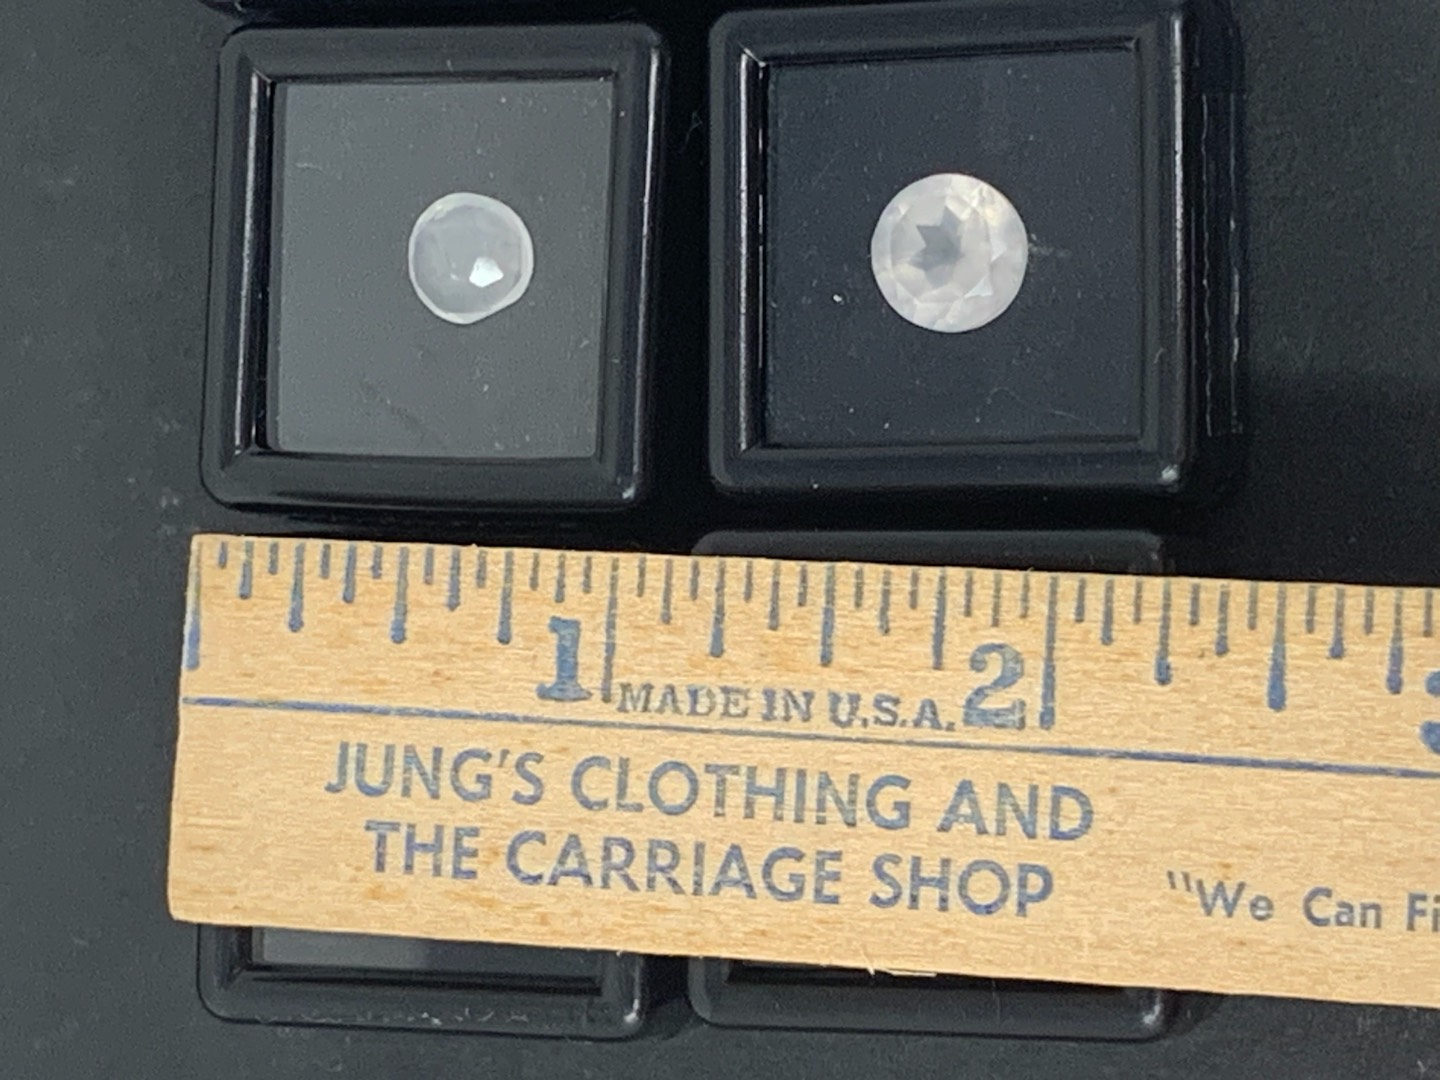 1 MADE IN U.S.A. 2
JUNG'S CLOTHING AND
THE CARRIAGE SHOP
"We Can